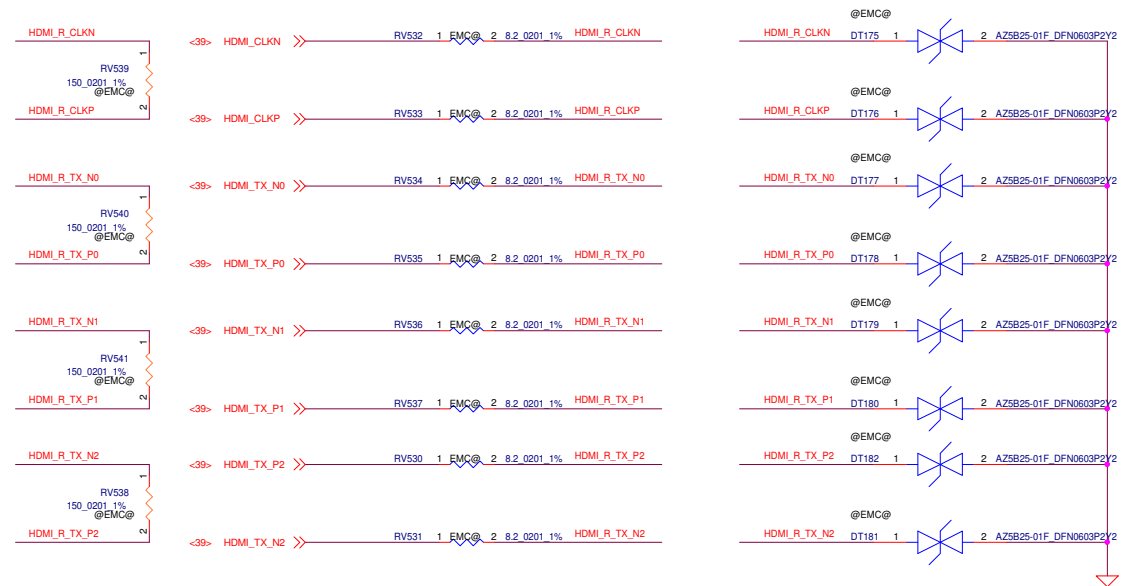 HDMI_R_CLKN
1
RV539
150_0201_1%
@EMC@
2
HDMI_R_CLKP
HDMI_R_TX_N0
1
RV540
150_0201_1%
@EMC@
2
HDMI_R_TX_P0
HDMI_R_TX_N1
1
RV541
150_0201_1%
@EMC@
2
HDMI_R_TX_P1
HDMI_R_TX_N2
1
RV538
150_0201_1%
@EMC@
2
HDMI_R_TX_P2
<39> HDMI_CLKN RV532 1 EMC@ 2 8.2_0201_1% HDMI_R_CLKN
<39> HDMI_CLKP RV533 1 EMC@ 2 8.2_0201_1% HDMI_R_CLKP
<39> HDMI_TX_N0 RV534 1 EMC@ 2 8.2_0201_1% HDMI_R_TX_N0
<39> HDMI_TX_P0 RV535 1 EMC@ 2 8.2_0201_1% HDMI_R_TX_P0
<39> HDMI_TX_N1 RV536 1 EMC@ 2 8.2_0201_1% HDMI_R_TX_N1
<39> HDMI_TX_P1 RV537 1 EMC@ 2 8.2_0201_1% HDMI_R_TX_P1
<39> HDMI_TX_P2 RV530 1 EMC@ 2 8.2_0201_1% HDMI_R_TX_P2
<39> HDMI_TX_N2 RV531 1 EMC@ 2 8.2_0201_1% HDMI_R_TX_N2
@EMC@
HDMI_R_CLKN DT175 1 2 AZ5B25-01F_DFN0603P2Y2
@EMC@
HDMI_R_CLKP DT176 1 2 AZ5B25-01F_DFN0603P2Y2
@EMC@
HDMI_R_TX_N0 DT177 1 2 AZ5B25-01F_DFN0603P2Y2
@EMC@
HDMI_R_TX_P0 DT178 1 2 AZ5B25-01F_DFN0603P2Y2
@EMC@
HDMI_R_TX_N1 DT179 1 2 AZ5B25-01F_DFN0603P2Y2
@EMC@
HDMI_R_TX_P1 DT180 1 2 AZ5B25-01F_DFN0603P2Y2
@EMC@
HDMI_R_TX_P2 DT182 1 2 AZ5B25-01F_DFN0603P2Y2
@EMC@
HDMI_R_TX_N2 DT181 1 2 AZ5B25-01F_DFN0603P2Y2